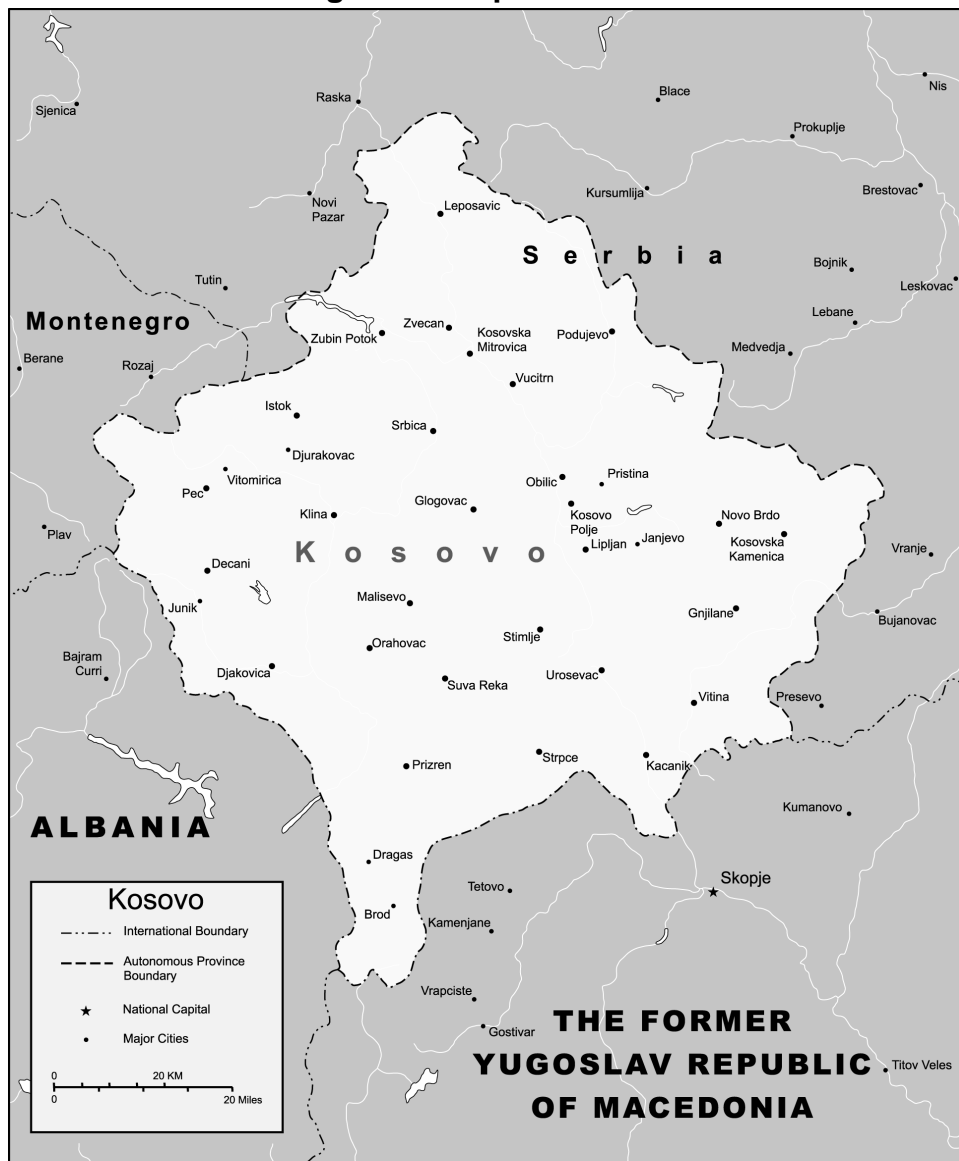 Sjenica
Raska
Blace
Nis
Prokuplje
Novi
Pazar
Leposavic
Kursumlija
Brestovac
Serbia
Bojnik
Leskovac
Tutin
Montenegro
Lebane
Zvecan
Zubin Potok
Kosovska
Mitrovica
Podujevo
Medvedja
Berane
Rozaj
Vucitrn
Istok
Srbica
Djurakovac
Vitomirica
Pec
Obilic
Pristina
Klina
Glogovac
Kosovo
Polje
Novo Brdo
Plav
Kosovo
Lipljan
Janjevo
Kosovska
Kamenica
Vranje
Decani
Junik
Malisevo
Gnjilane
Bujanovac
Stimlje
Orahovac
Bajram
Curri
Djakovica
Suva Reka
Urosevac
Vitina
Presevo
Prizren
Strpce
Kacanik
Kumanovo
ALBANIA
Dragas
Skopje
Tetovo
Brod
Kamenjane
Vrapciste
Gostivar
THE FORMER
YUGOSLAV REPUBLIC
OF MACEDONIA
Titov Veles
Kosovo
International Boundary
Autonomous Province
Boundary
National Capital
Major Cities
0 20 KM
0 20 Miles